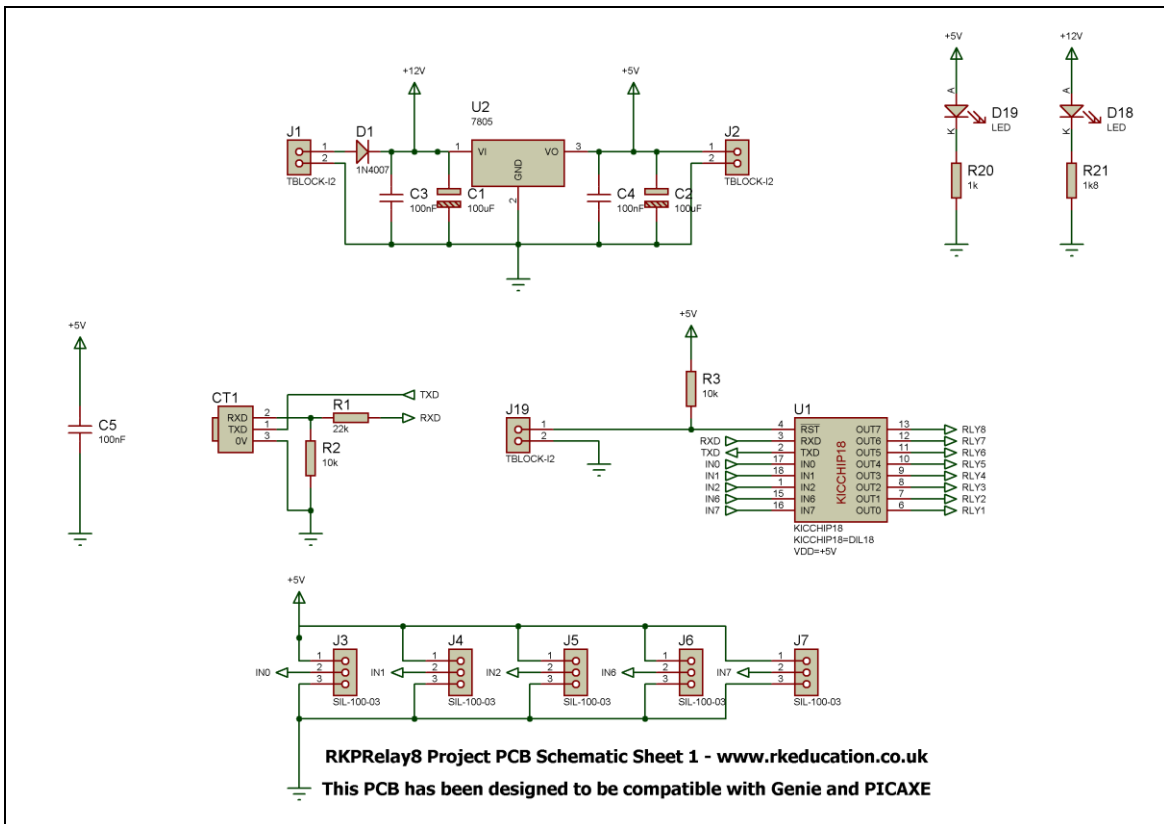 +5V
+12V
+12V
+5V
U2
7805
J1
1
2
TBLOCK-I2
D1
1N4007
1
VI
VO
3
GND
2
C3
100nF
C1
100uF
C4
100nF
C2
100uF
J2
1
2
TBLOCK-I2
A
K
D19
LED
R20
1k
A
K
D18
LED
R21
1k8
+5V
C5
100nF
CT1
RXD
TXD
0V
2
1
3
TXD
R1
22k
RXD
R2
10k
+5V
R3
10k
J19
1
2
TBLOCK-I2
U1
4 RST OUT7 13 RLY8
RXD 3 RXD OUT6 12 RLY7
TXD 2 TXD OUT5 11 RLY6
IN0 17 IN0 OUT4 10 RLY5
IN1 18 IN1 OUT3 9 RLY4
IN2 1 IN2 OUT2 8 RLY3
IN6 15 IN6 OUT1 7 RLY2
IN7 16 IN7 OUT0 6 RLY1
KICCHIP18
KICCHIP18
KICCHIP18=DIL18
VDD=+5V
+5V
J3
IN0
1
2
3
SIL-100-03
J4
IN1
1
2
3
SIL-100-03
J5
IN2
1
2
3
SIL-100-03
J6
IN6
1
2
3
SIL-100-03
J7
IN7
1
2
3
SIL-100-03
RKPRelay8 Project PCB Schematic Sheet 1 - www.rkeducation.co.uk
This PCB has been designed to be compatible with Genie and PICAXE